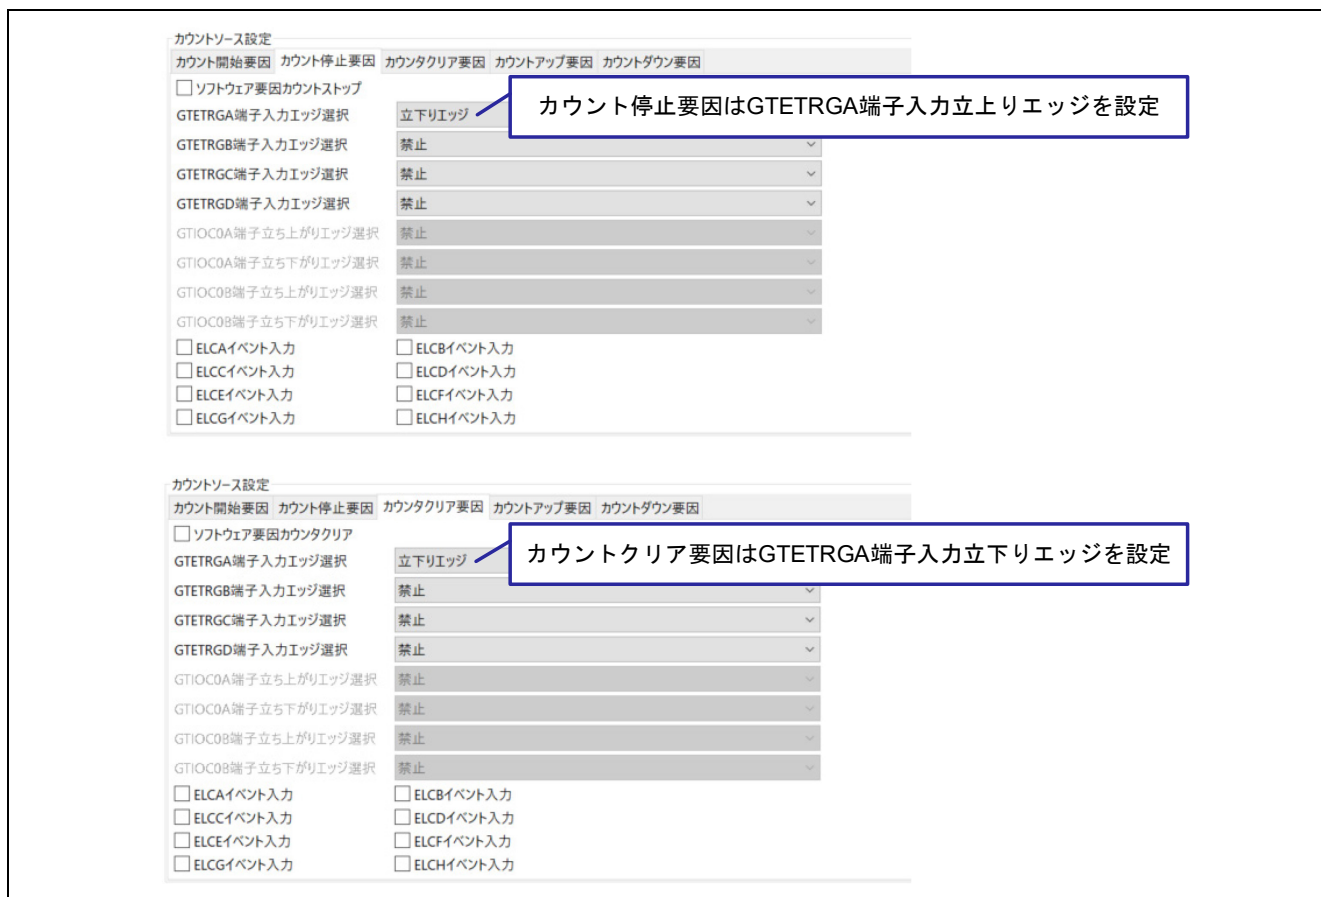 カウントソース設定
カウント開始要因 カウント停止要因 カウンタクリア要因 カウントアップ要因 カウントダウン要因
ソフトウェア要因カウントストップ
カウント停止要因はGTETRGA端子入力立上りエッジを設定
GTETRGA端子入力エッジ選択 立下りエッジ
GTETRGB端子入力エッジ選択 禁止
GTETRGC端子入力エッジ選択 禁止
GTETRGD端子入力エッジ選択 禁止
GTIOC0A端子立ち上がりエッジ選択 禁止
GTIOC0A端子立ち下がりエッジ選択 禁止
GTIOC0B端子立ち上がりエッジ選択 禁止
GTIOC0B端子立ち下がりエッジ選択 禁止
ELCAイベント入力 ELCBイベント入力
ELCCイベント入力 ELCDイベント入力
ELCEイベント入力 ELCFイベント入力
ELCGイベント入力 ELCHイベント入力
カウントソース設定
カウント開始要因 カウント停止要因 カウンタクリア要因 カウントアップ要因 カウントダウン要因
ソフトウェア要因カウンタクリア
カウントクリア要因はGTETRGA端子入力立下りエッジを設定
GTETRGA端子入力エッジ選択 立下りエッジ
GTETRGB端子入力エッジ選択 禁止
GTETRGC端子入力エッジ選択 禁止
GTETRGD端子入力エッジ選択 禁止
GTIOC0A端子立ち上がりエッジ選択 禁止
GTIOC0A端子立ち下がりエッジ選択 禁止
GTIOC0B端子立ち上がりエッジ選択 禁止
GTIOC0B端子立ち下がりエッジ選択 禁止
ELCAイベント入力 ELCBイベント入力
ELCCイベント入力 ELCDイベント入力
ELCEイベント入力 ELCFイベント入力
ELCGイベント入力 ELCHイベント入力